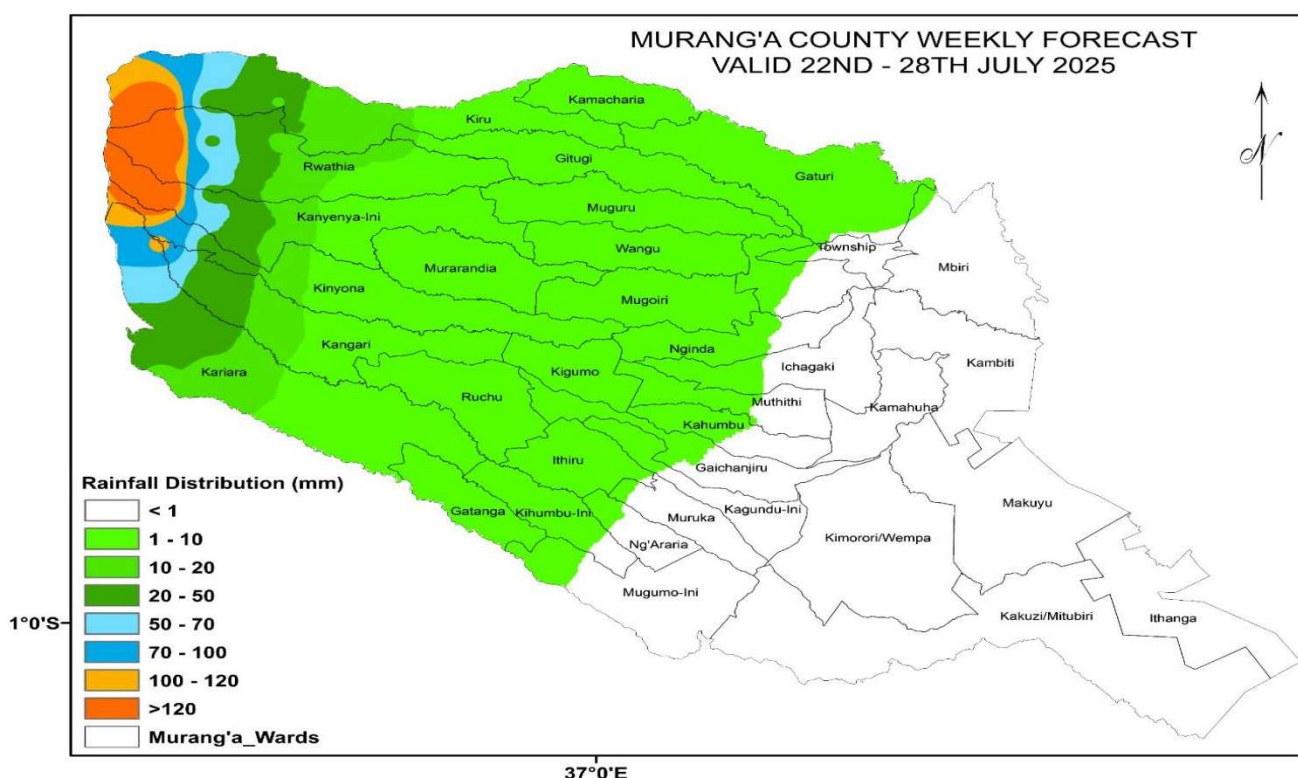 MURANG'A COUNTY WEEKLY FORECAST
VALID 22ND - 28TH JULY 2025
N
Kamacharia
Kiru
Gitugi
Rwathia
Gaturi
Muguru
Kanyenya-Ini
Wangu
Township
Mbiri
Murarandia
Kinyona
Mugoiri
Kangari
Nginda
Ichagaki
Kambiti
Kariara
Kigumo
Ruchu
Muthithi
Kamahuha
Kahumbu
Ithiru
Gaichanjiru
Gatanga
Kihumbu-Ini
Muruka
Kagundu-Ini
Makuyu
Kimorori/Wempa
Ng'Araria
Mugumo-Ini
Kakuzi/Mitubiri
Ithanga
Rainfall Distribution (mm)
< 1
1 - 10
10 - 20
20 - 50
50 - 70
70 - 100
100 - 120
>120
Murang'a_Wards
1°0'S
37°0'E